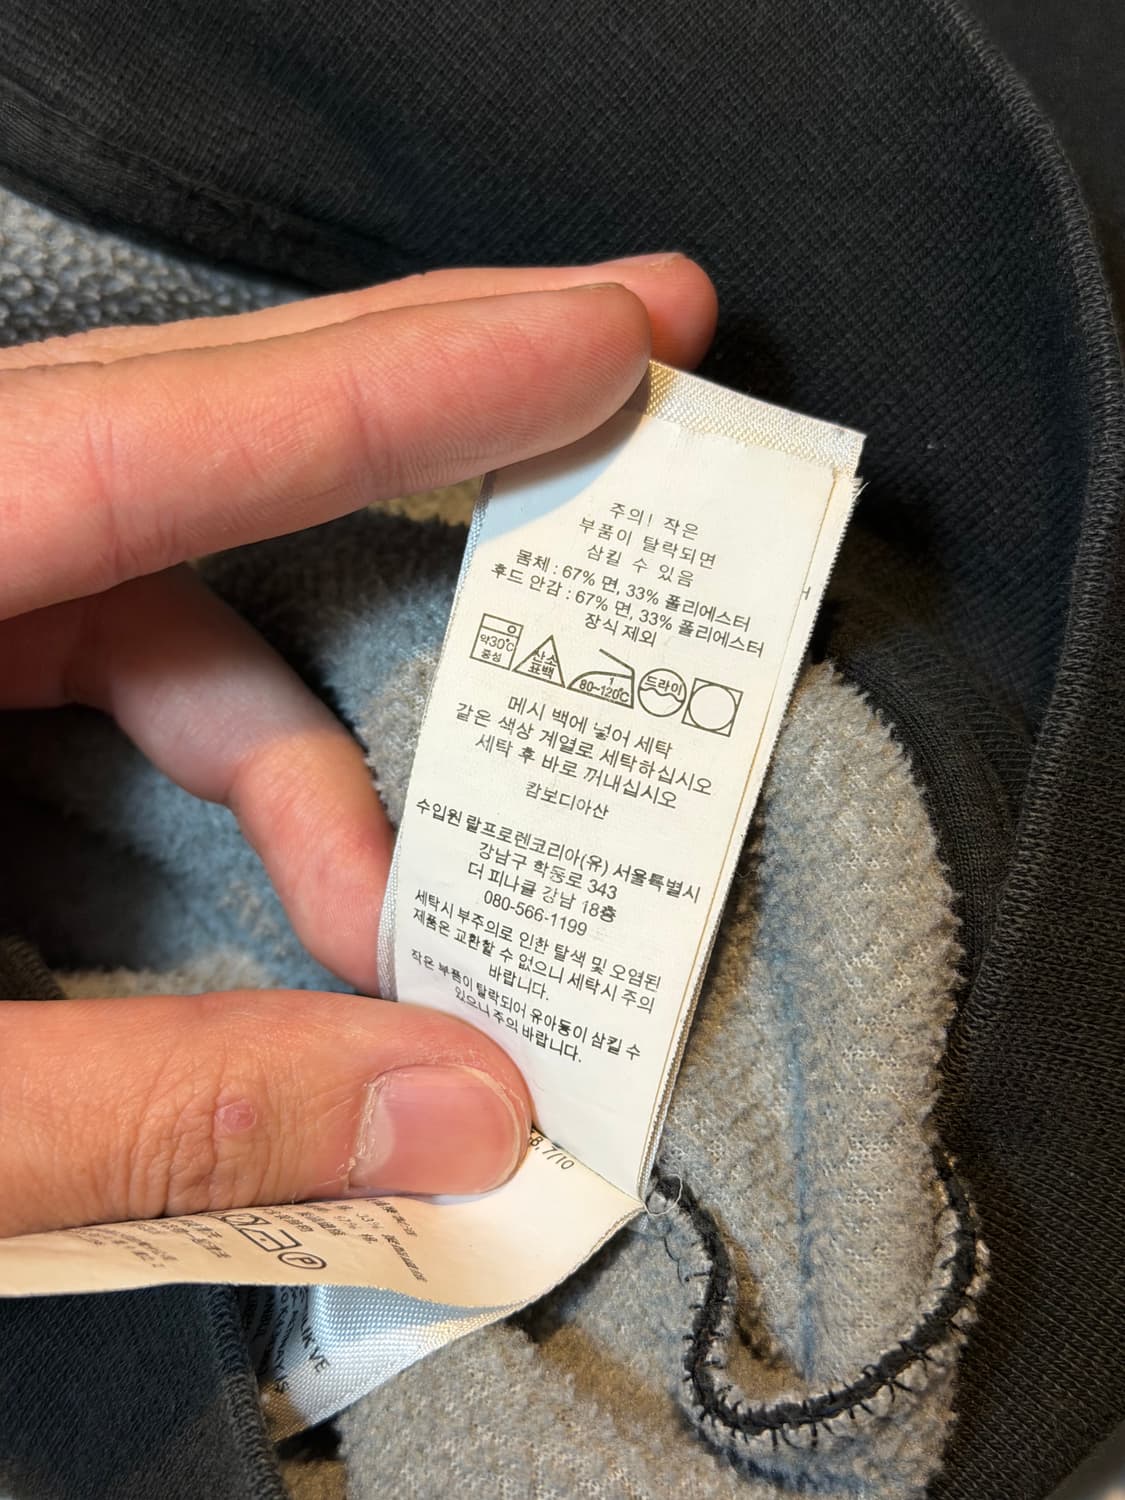 주의! 작은
부품이 탈락되면
삼킬 수 있음
몸체 : 67% 면, 33% 폴리에스터
후드 안감 : 67% 면, 33% 폴리에스터
장식 제외
약30℃
중성
산소
표백
1
80~120℃
드라이
메시 백에 넣어 세탁
같은 색상 계열로 세탁하십시오
세탁 후 바로 꺼내십시오
캄보디아산
수입원 랄프로렌코리아(유) 서울특별시
강남구 학동로 343
더 피나클 강남 18층
080-566-1199
세탁시 부주의로 인한 탈색 및 오염된
제품은 교환할 수 없으니 세탁시 주의
바랍니다.
작은 부품이 탈락되어 유아동이 삼킬 수
있으니 주의 바랍니다.
7/10
P